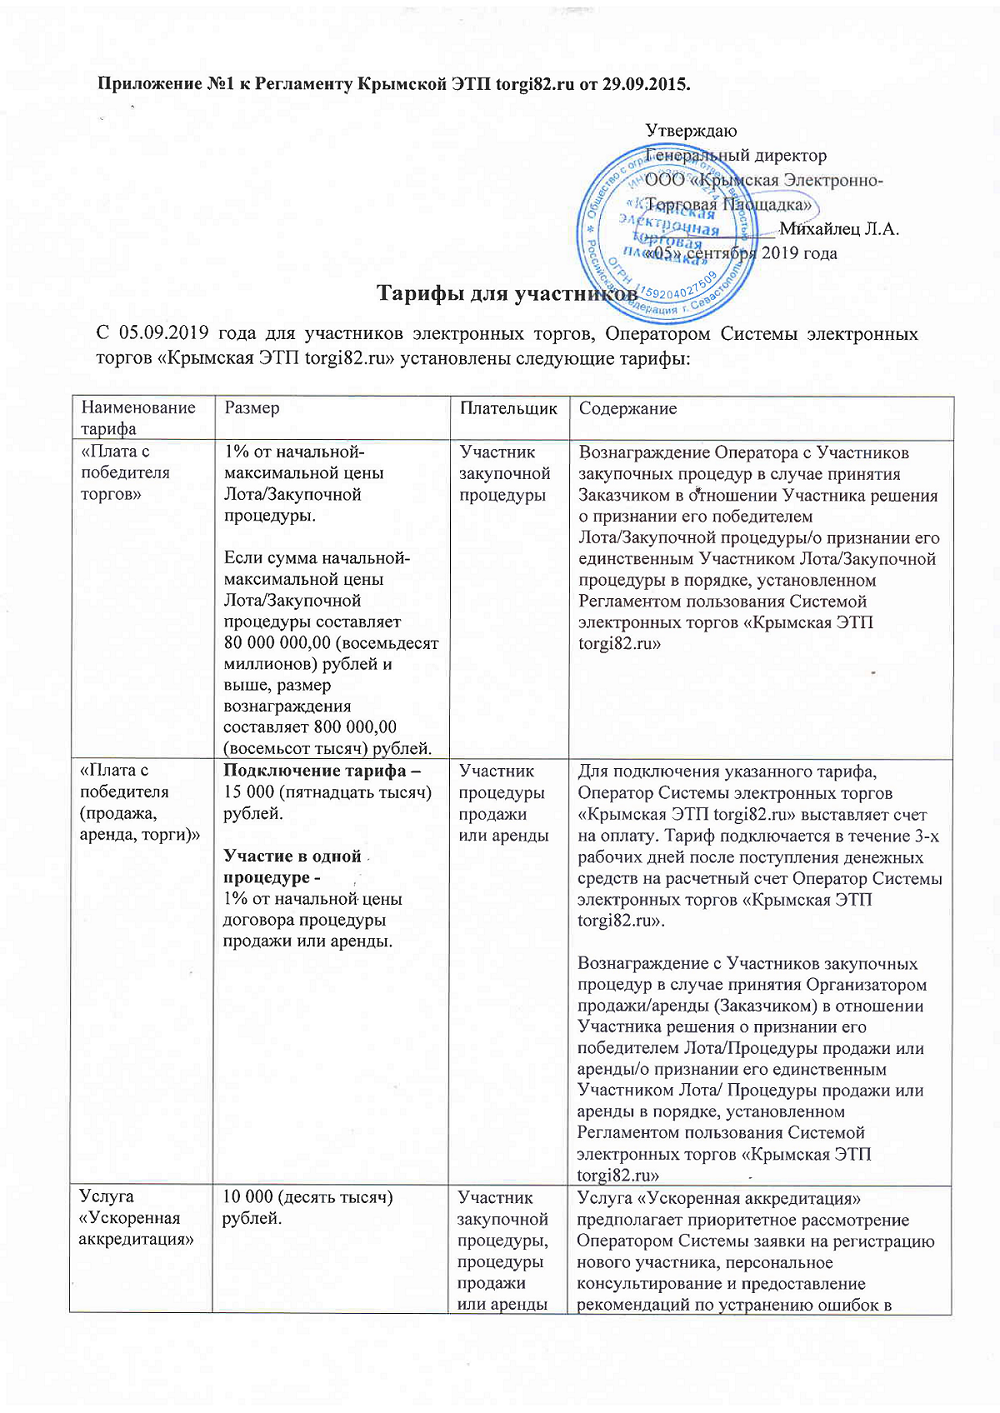 Приложение №1 к Регламенту Крымской ЭТП torgi82.ru от 29.09.2015.
Утверждаю
Генеральный директор
ООО «Крымская Электронно-
Торговая Площадка»
Михайлец Л.А.
«05» сентября 2019 года
Общество с ограниченной ответственностью
ИНН
«Крымская
электронная
торговая
площадка»
ОГРН 1159204027509
Российская Федерация г. Севастополь
Тарифы для участников
С 05.09.2019 года для участников электронных торгов, Оператором Системы электронных
торгов «Крымская ЭТП torgi82.ru» установлены следующие тарифы:
Наименование
тарифа
Размер
Плательщик
Содержание
«Плата с
победителя
торгов»
1% от начальной-
максимальной цены
Лота/Закупочной
процедуры.
Если сумма начальной-
максимальной цены
Лота/Закупочной
процедуры составляет
80 000 000,00 (восемьдесят
миллионов) рублей и
выше, размер
вознаграждения
составляет 800 000,00
(восемьсот тысяч) рублей.
Участник
закупочной
процедуры
Вознаграждение Оператора с Участников
закупочных процедур в случае принятия
Заказчиком в отношении Участника решения
о признании его победителем
Лота/Закупочной процедуры/о признании его
единственным Участником Лота/Закупочной
процедуры в порядке, установленном
Регламентом пользования Системой
электронных торгов «Крымская ЭТП
torgi82.ru»
«Плата с
победителя
(продажа,
аренда, торги)»
Подключение тарифа –
15 000 (пятнадцать тысяч)
рублей.
Участие в одной
процедуре -
1% от начальной цены
договора процедуры
продажи или аренды.
Участник
процедуры
продажи
или аренды
Для подключения указанного тарифа,
Оператор Системы электронных торгов
«Крымская ЭТП torgi82.ru» выставляет счет
на оплату. Тариф подключается в течение 3-х
рабочих дней после поступления денежных
средств на расчетный счет Оператор Системы
электронных торгов «Крымская ЭТП
torgi82.ru».
Вознаграждение с Участников закупочных
процедур в случае принятия Организатором
продажи/аренды (Заказчиком) в отношении
Участника решения о признании его
победителем Лота/Процедуры продажи или
аренды/о признании его единственным
Участником Лота/ Процедуры продажи или
аренды в порядке, установленном
Регламентом пользования Системой
электронных торгов «Крымская ЭТП
torgi82.ru»
Услуга
«Ускоренная
аккредитация»
10 000 (десять тысяч)
рублей.
Участник
закупочной
процедуры,
процедуры
продажи
или аренды
Услуга «Ускоренная аккредитация»
предполагает приоритетное рассмотрение
Оператором Системы заявки на регистрацию
нового участника, персональное
консультирование и предоставление
рекомендаций по устранению ошибок в